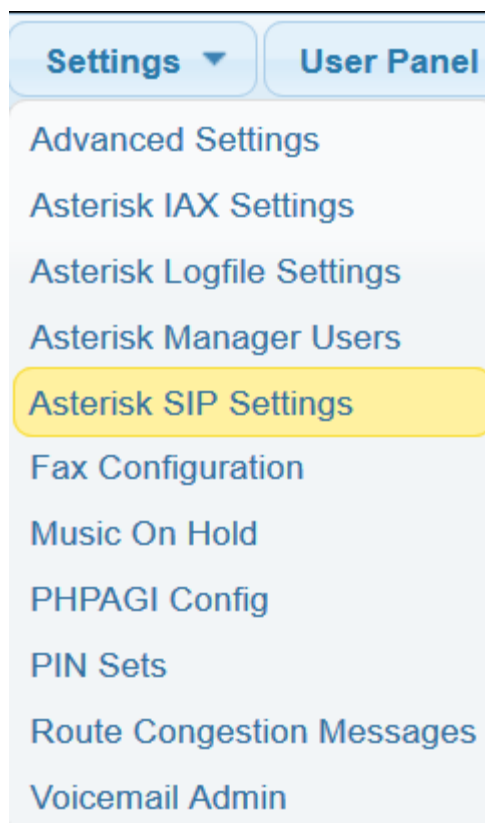 Settings User Panel
Advanced Settings
Asterisk IAX Settings
Asterisk Logfile Settings
Asterisk Manager Users
Asterisk SIP Settings
Fax Configuration
Music On Hold
PHPAGI Config
PIN Sets
Route Congestion Messages
Voicemail Admin